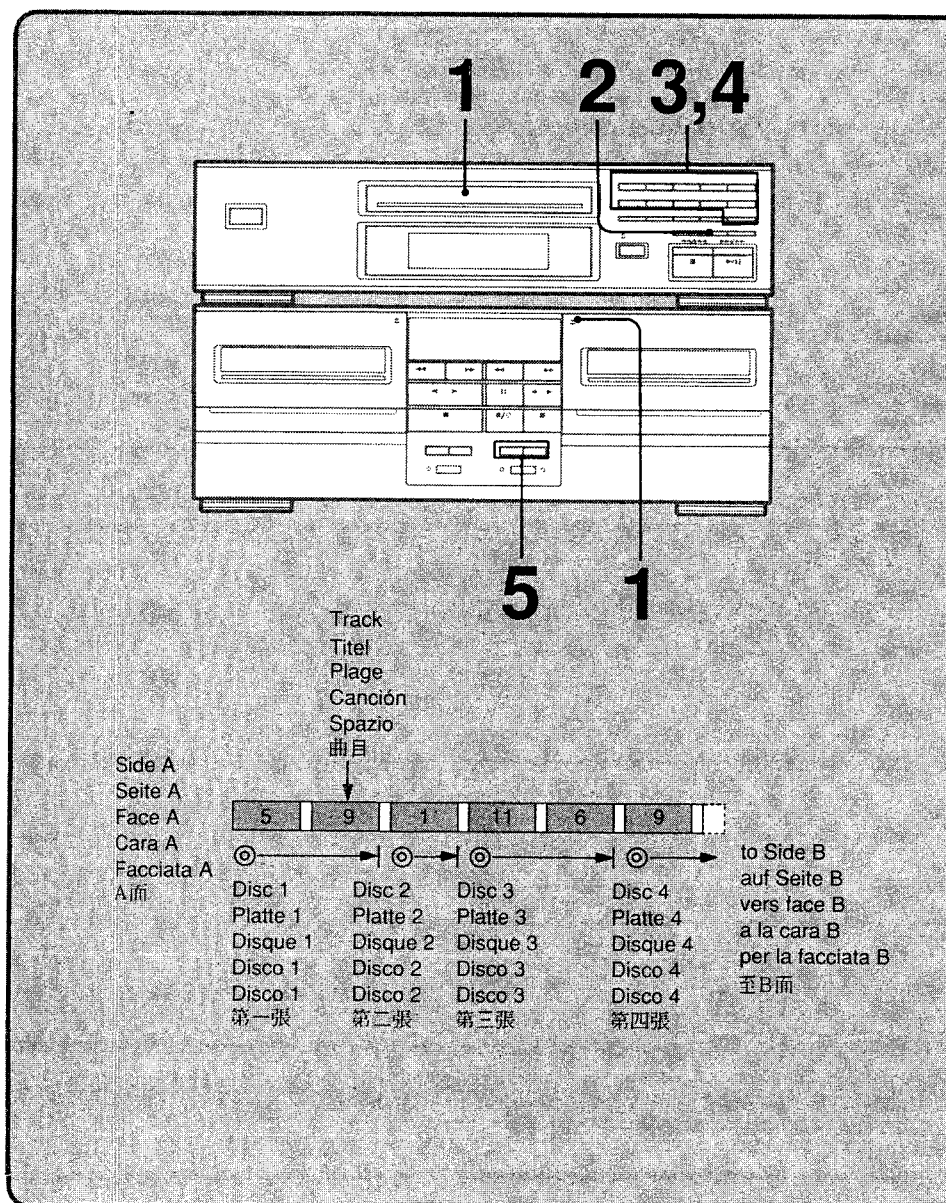 1
2
3,4
5
1
Track
Titel
Plage
Canción
Spazio
曲目
Side A
Seite A
Face A
Cara A
Facciata A
A面
5 9 1 11 6 9
Disc 1
Platte 1
Disque 1
Disco 1
Disco 1
第一張
Disc 2
Platte 2
Disque 2
Disco 2
Disco 2
第二張
Disc 3
Platte 3
Disque 3
Disco 3
Disco 3
第三張
Disc 4
Platte 4
Disque 4
Disco 4
Disco 4
第四張
to Side B
auf Seite B
vers face B
a la cara B
per la facciata B
至B面